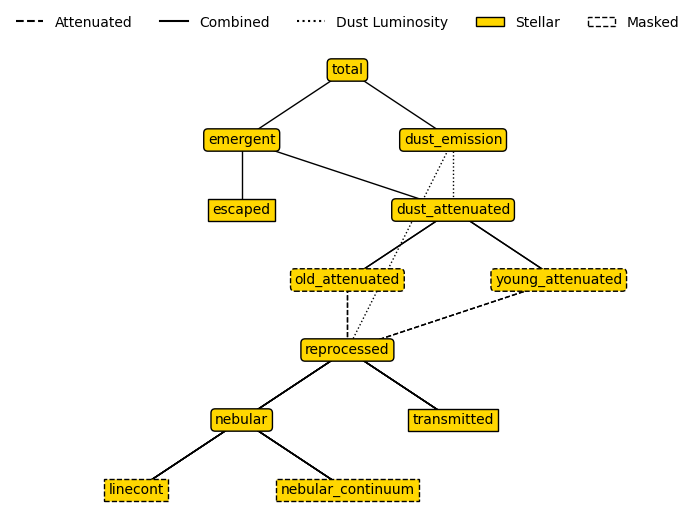 Attenuated Combined Dust Luminosity Stellar Masked
total
emergent dust_emission
escaped dust_attenuated
old_attenuated young_attenuated
reprocessed
nebular transmitted
linecont nebular_continuum